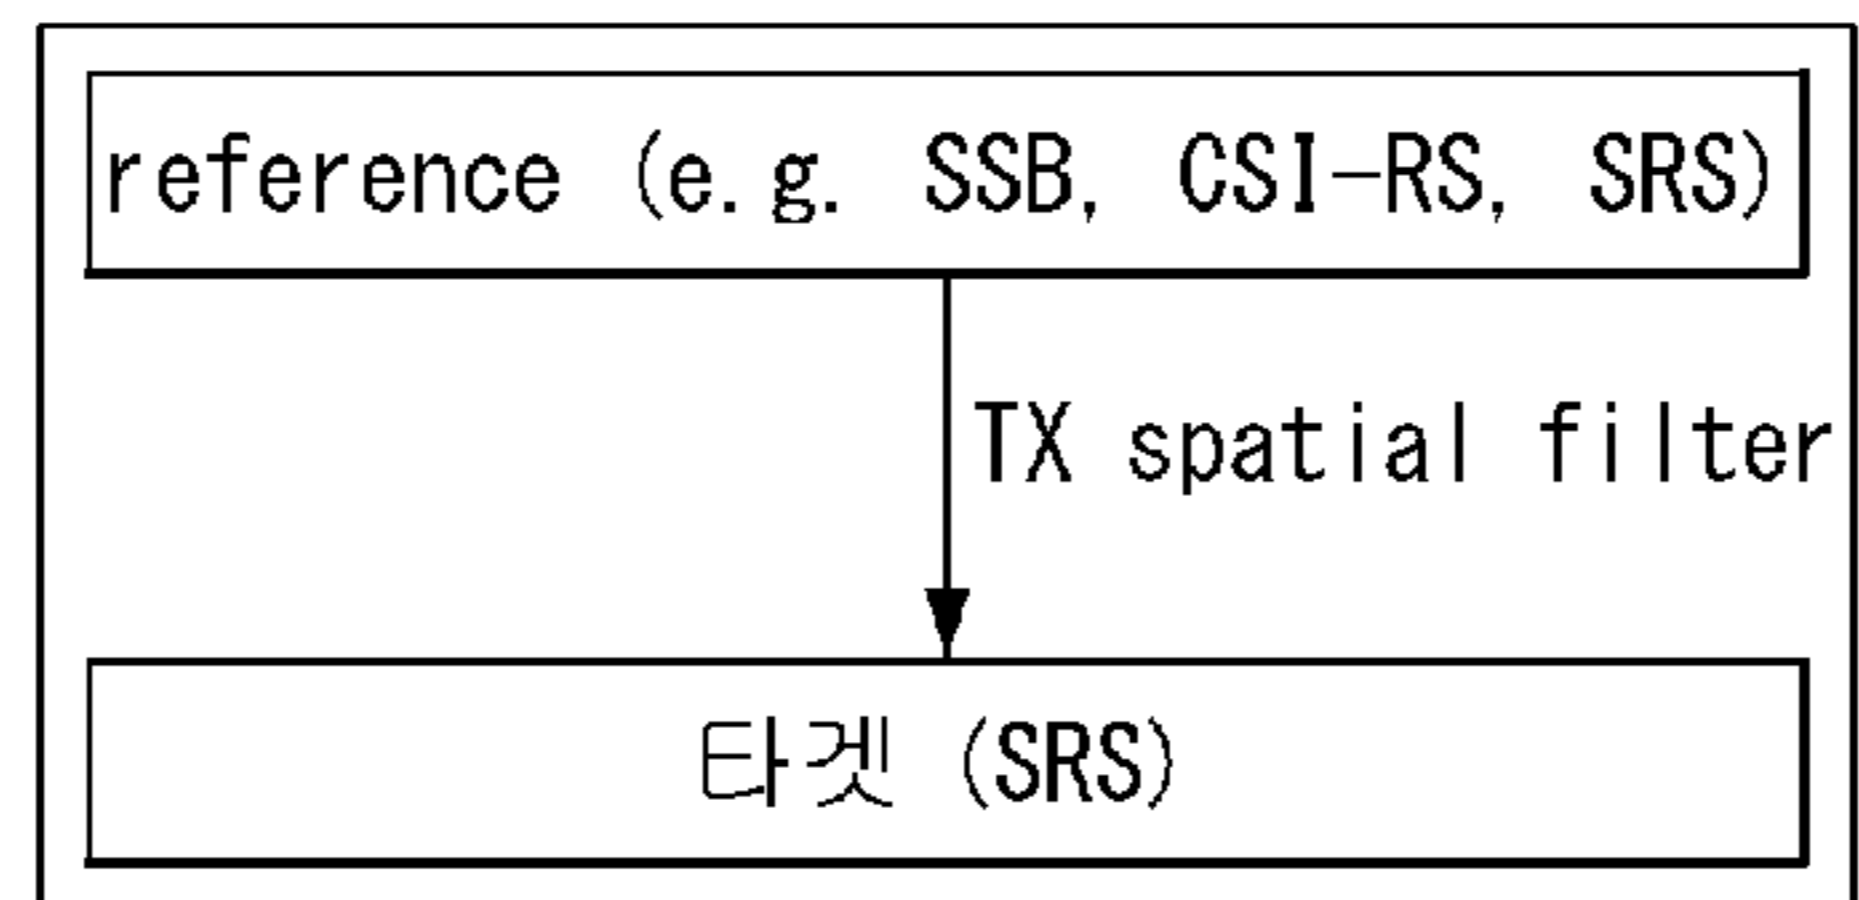 reference (e.g. SSB, CSI-RS, SRS)
TX spatial filter
타겟 (SRS)